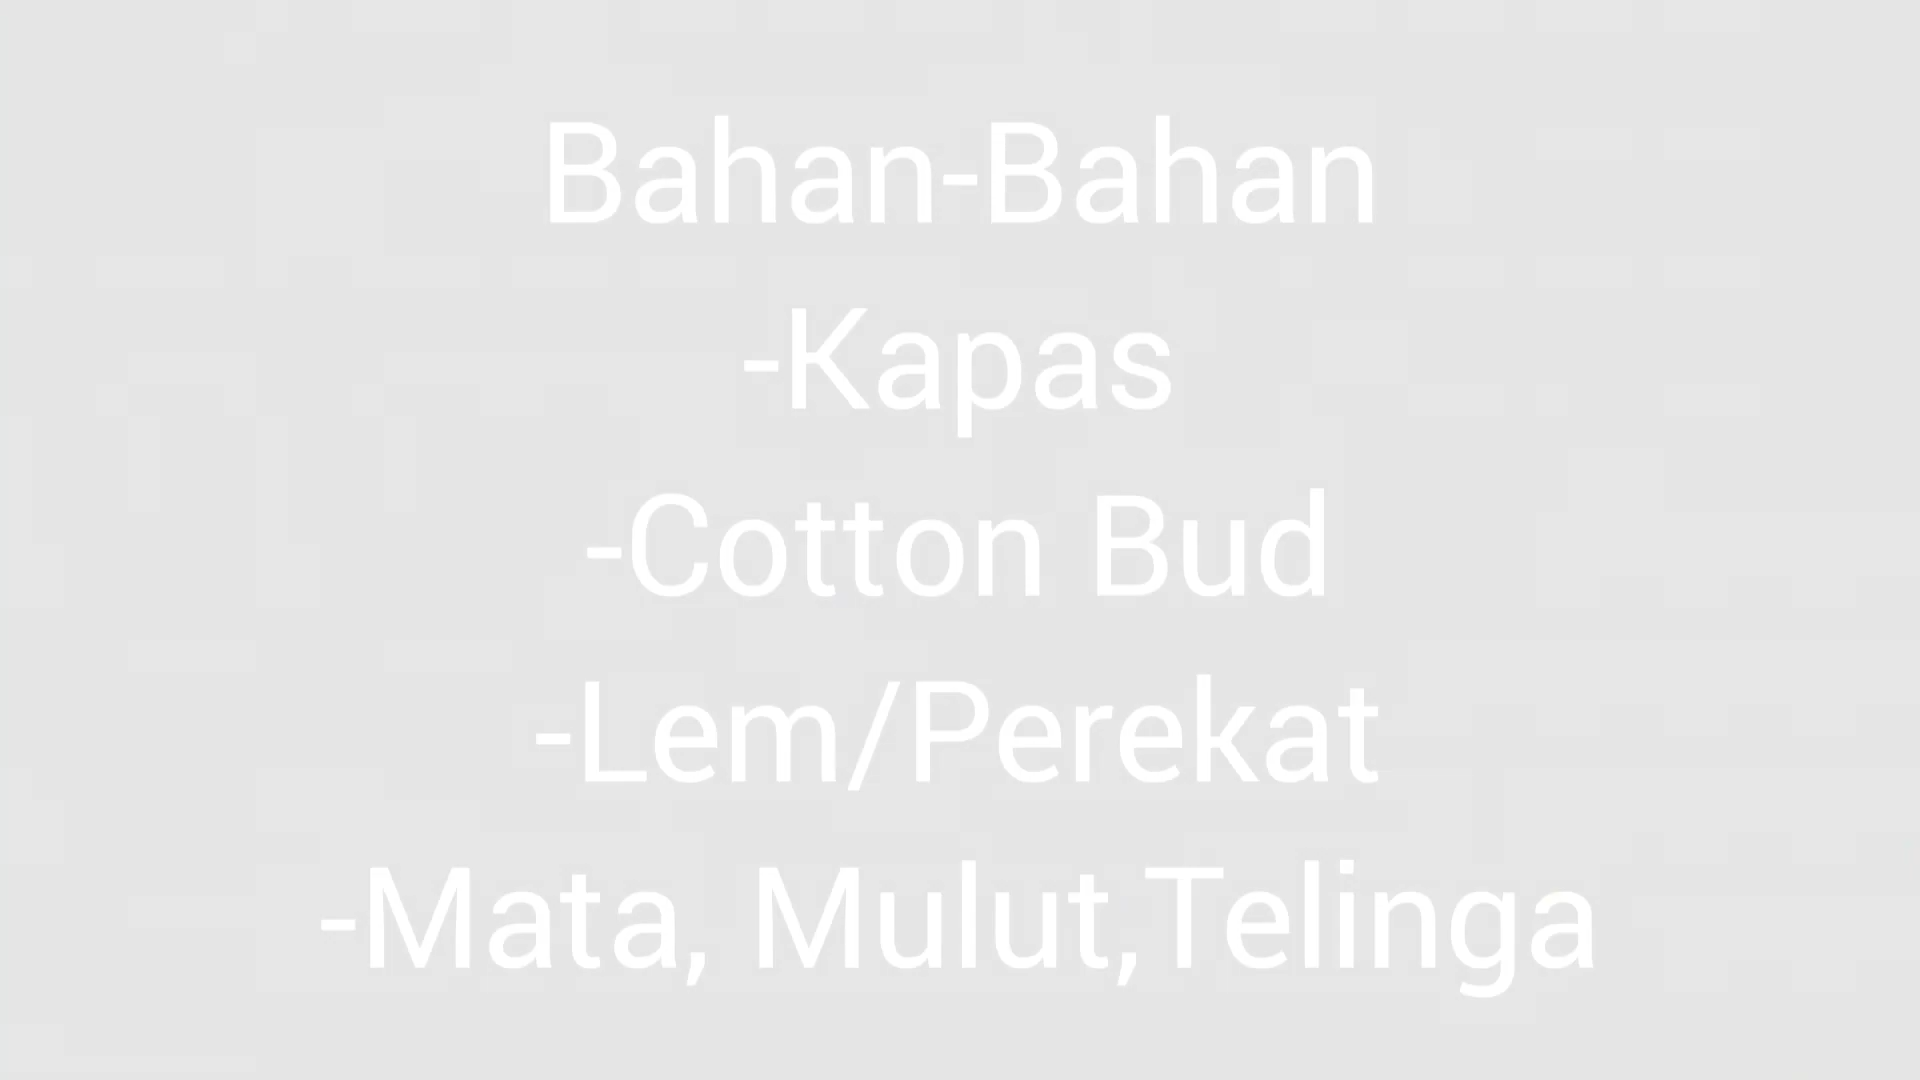 Bahan-Bahan
-Kapas
-Cotton Bud
-Lem/Perekat
-Mata, Mulut,Telinga